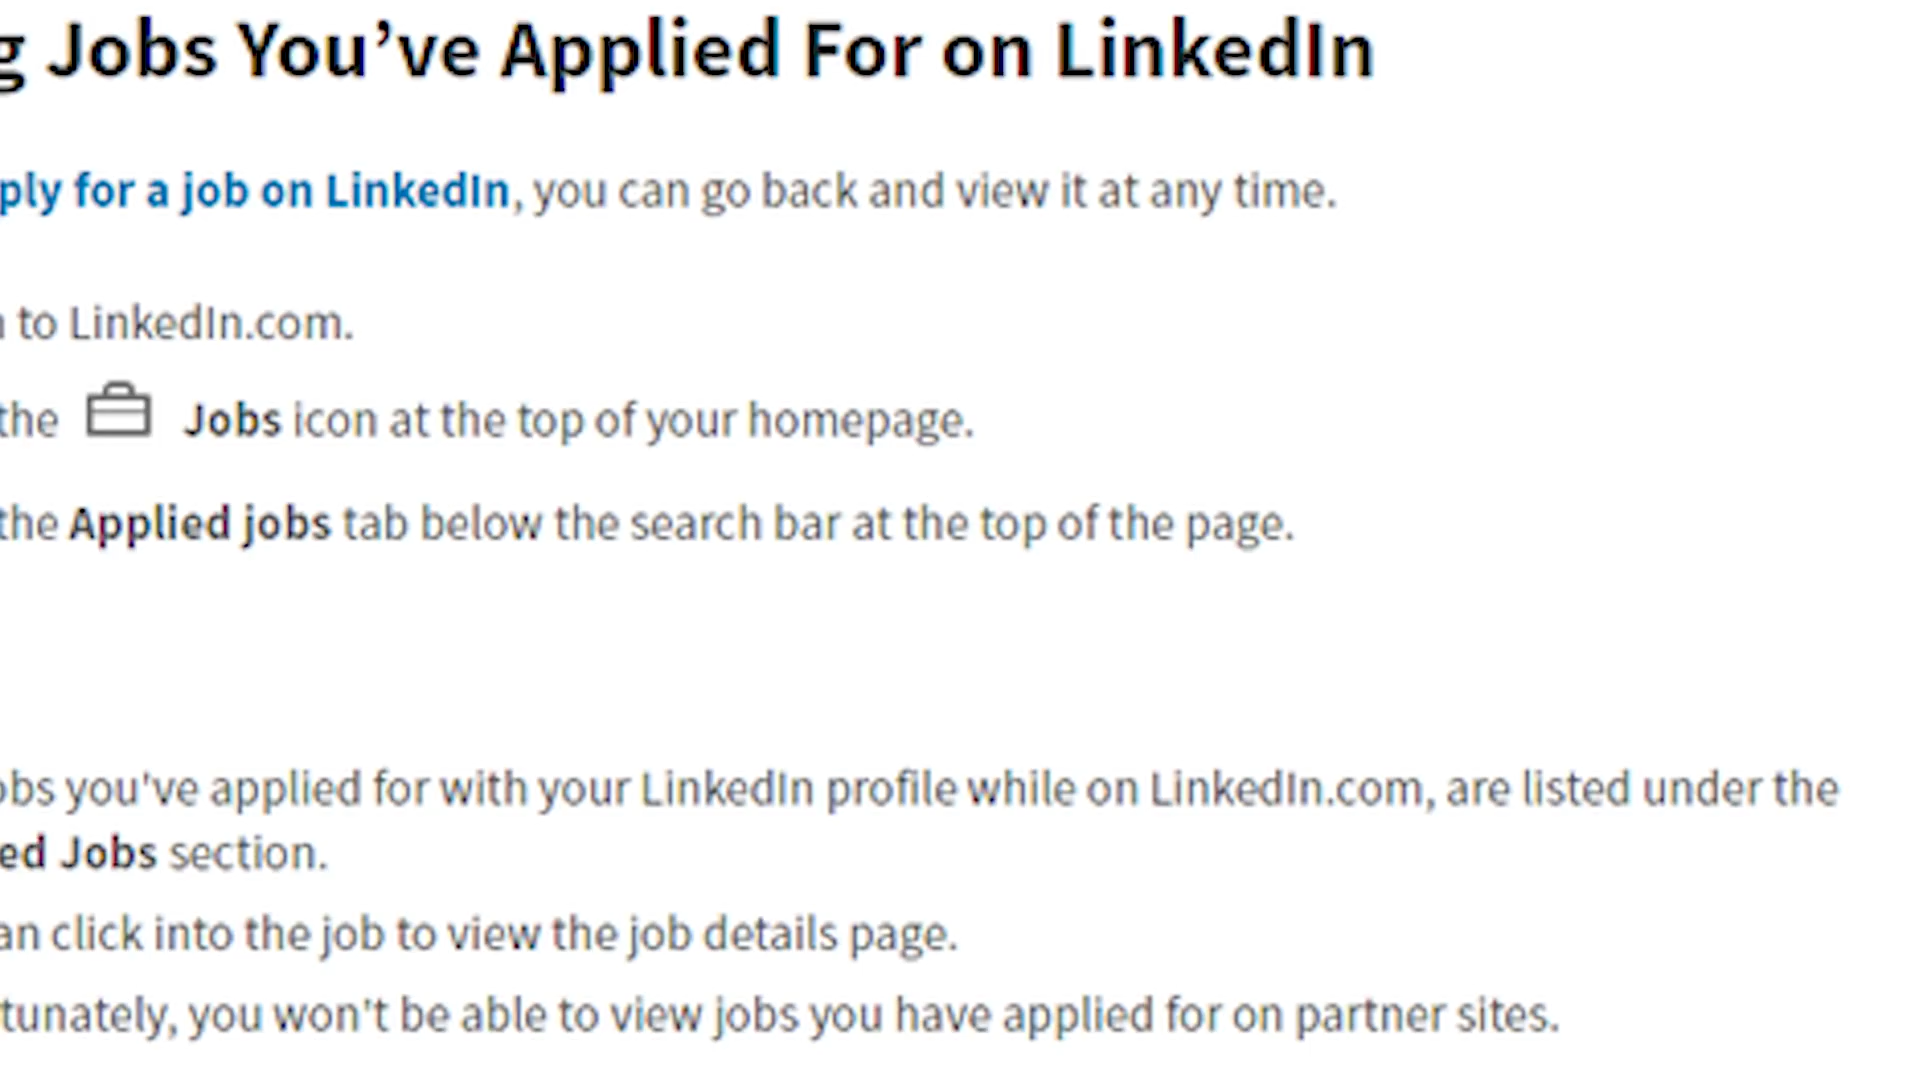 g Jobs You’ve Applied For on LinkedIn
ply for a job on LinkedIn, you can go back and view it at any time.
to LinkedIn.com.
the Jobs icon at the top of your homepage.
the Applied jobs tab below the search bar at the top of the page.
obs you've applied for with your LinkedIn profile while on LinkedIn.com, are listed under the
ed Jobs section.
an click into the job to view the job details page.
tunately, you won't be able to view jobs you have applied for on partner sites.